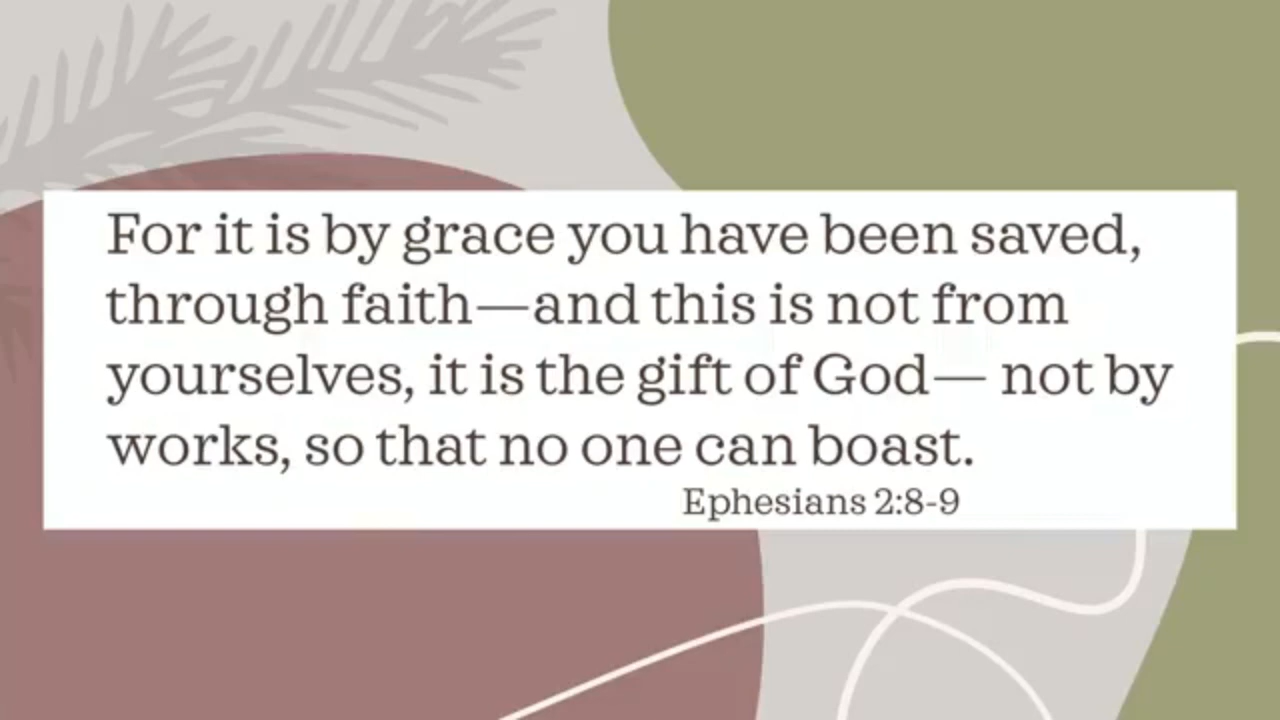 For it is by grace you have been saved,
through faith—and this is not from
yourselves, it is the gift of God— not by
works, so that no one can boast.
Ephesians 2:8-9